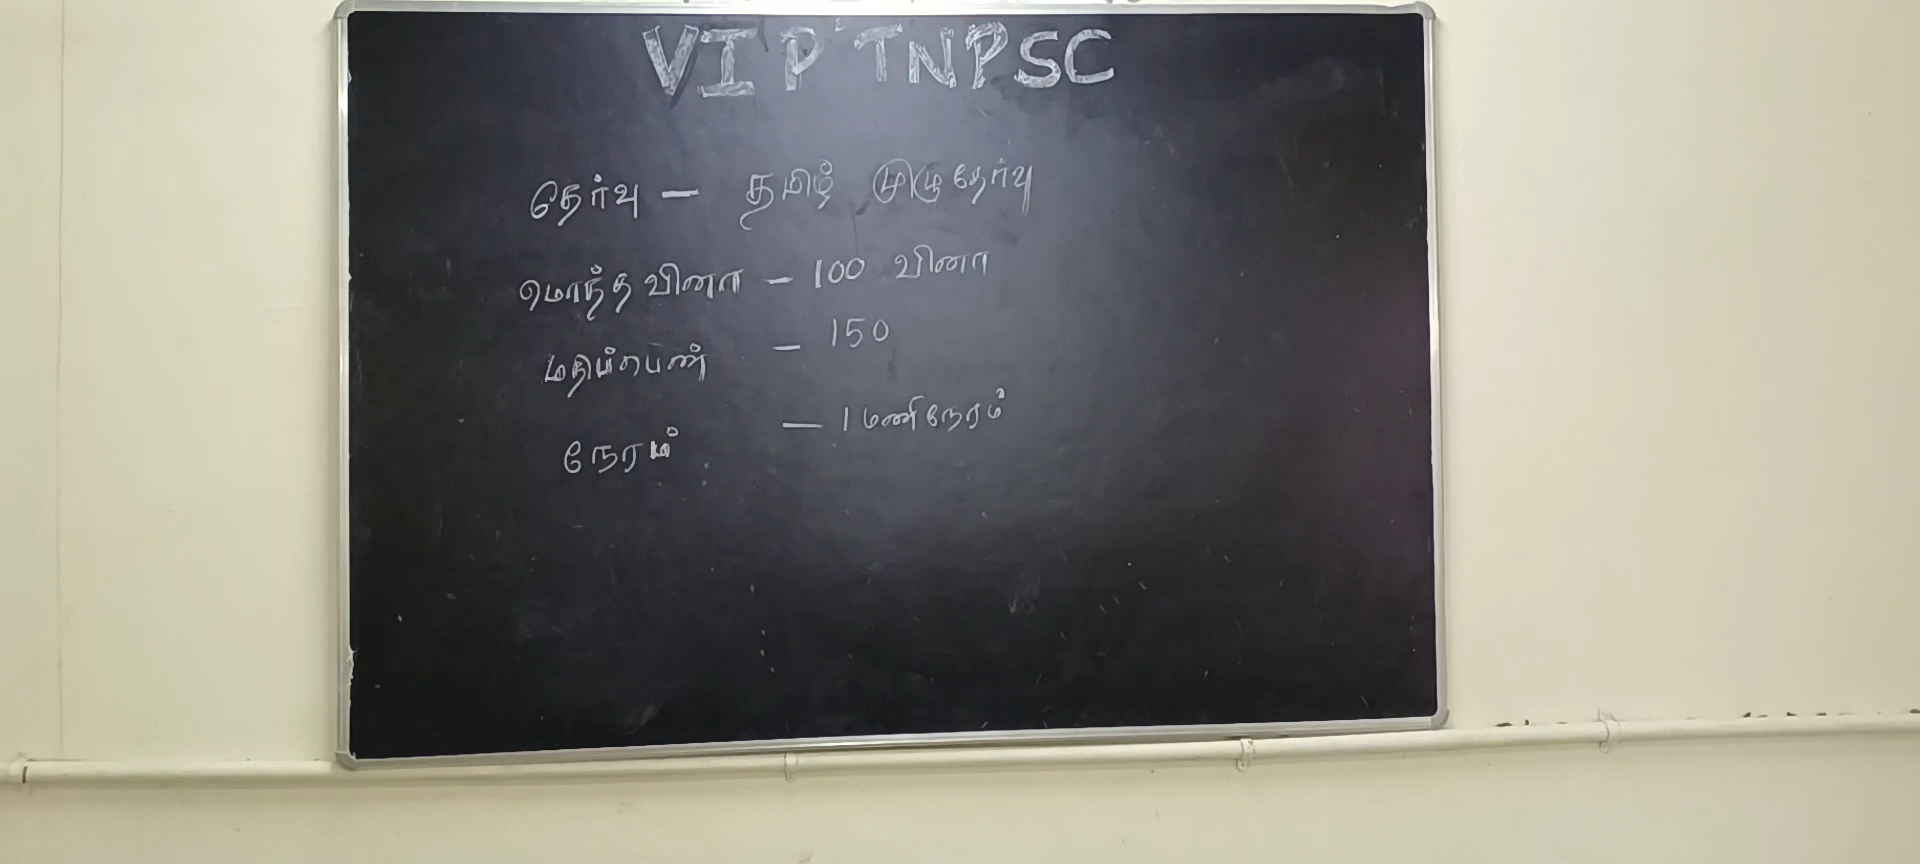 VIP TNPSC
தேர்வு - தமிழ் முழுதேர்வு
மொத்த வினா - 100 வினா
மதிப்பெண் - 150
நேரம் - 1 மணிநேரம்